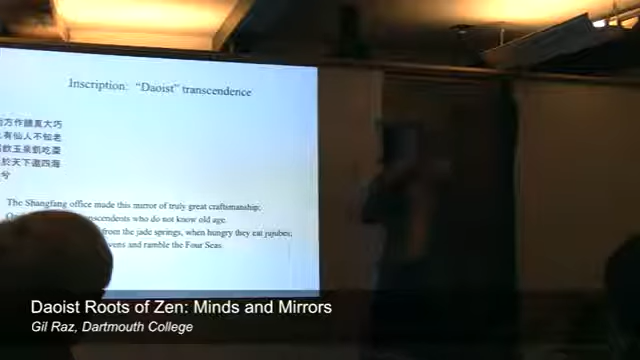 Inscription: "Daoist" transcendence
方作鏡真大巧
有仙人不知老
飲玉泉飢吃棗
於天下遨四海
兮
The Shangfang office made this mirror of truly great craftsmanship;
transcendents who do not know old age.
from the jade springs, when hungry they eat jujubes;
and ramble the Four Seas.
Daoist Roots of Zen: Minds and Mirrors
Gil Raz, Dartmouth College